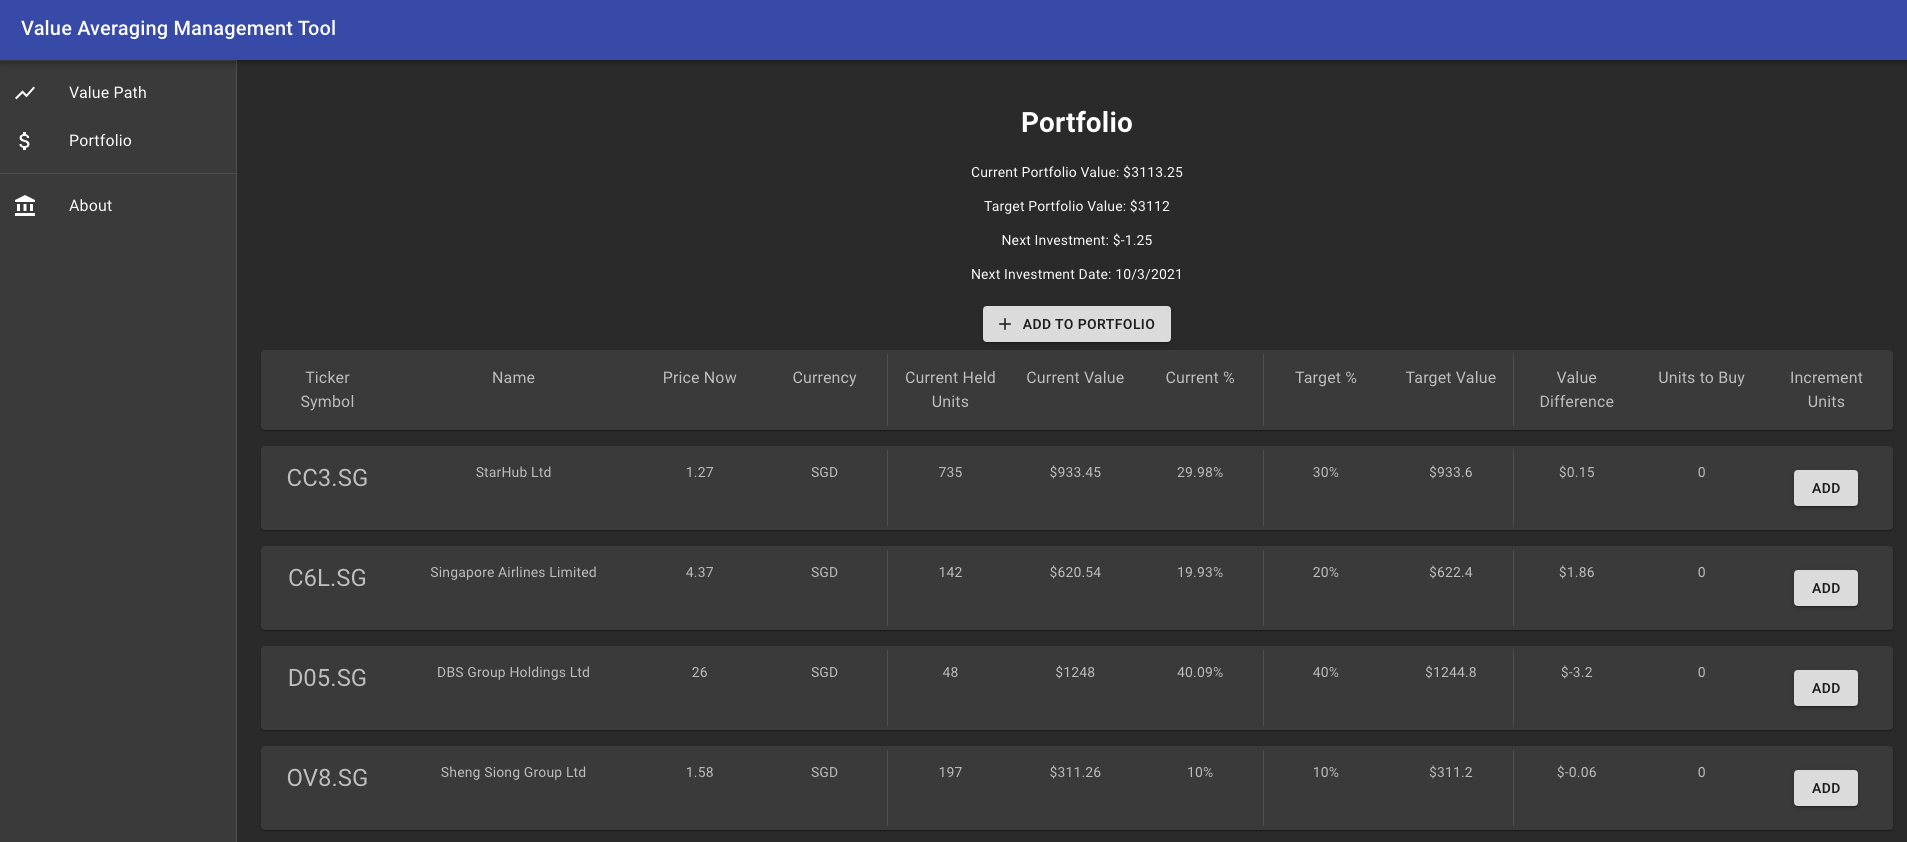 Value Averaging Management Tool
Value Path
Portfolio
About
Portfolio
Current Portfolio Value: $3113.25
Target Portfolio Value: $3112
Next Investment: $-1.25
Next Investment Date: 10/3/2021
ADD TO PORTFOLIO
Ticker Symbol Name Price Now Currency Current Held Units Current Value Current % Target % Target Value Value Difference Units to Buy Increment Units
CC3.SG StarHub Ltd 1.27 SGD 735 $933.45 29.98% 30% $933.6 $0.15 0 ADD
C6L.SG Singapore Airlines Limited 4.37 SGD 142 $620.54 19.93% 20% $622.4 $1.86 0 ADD
D05.SG DBS Group Holdings Ltd 26 SGD 48 $1248 40.09% 40% $1244.8 $-3.2 0 ADD
OV8.SG Sheng Siong Group Ltd 1.58 SGD 197 $311.26 10% 10% $311.2 $-0.06 0 ADD